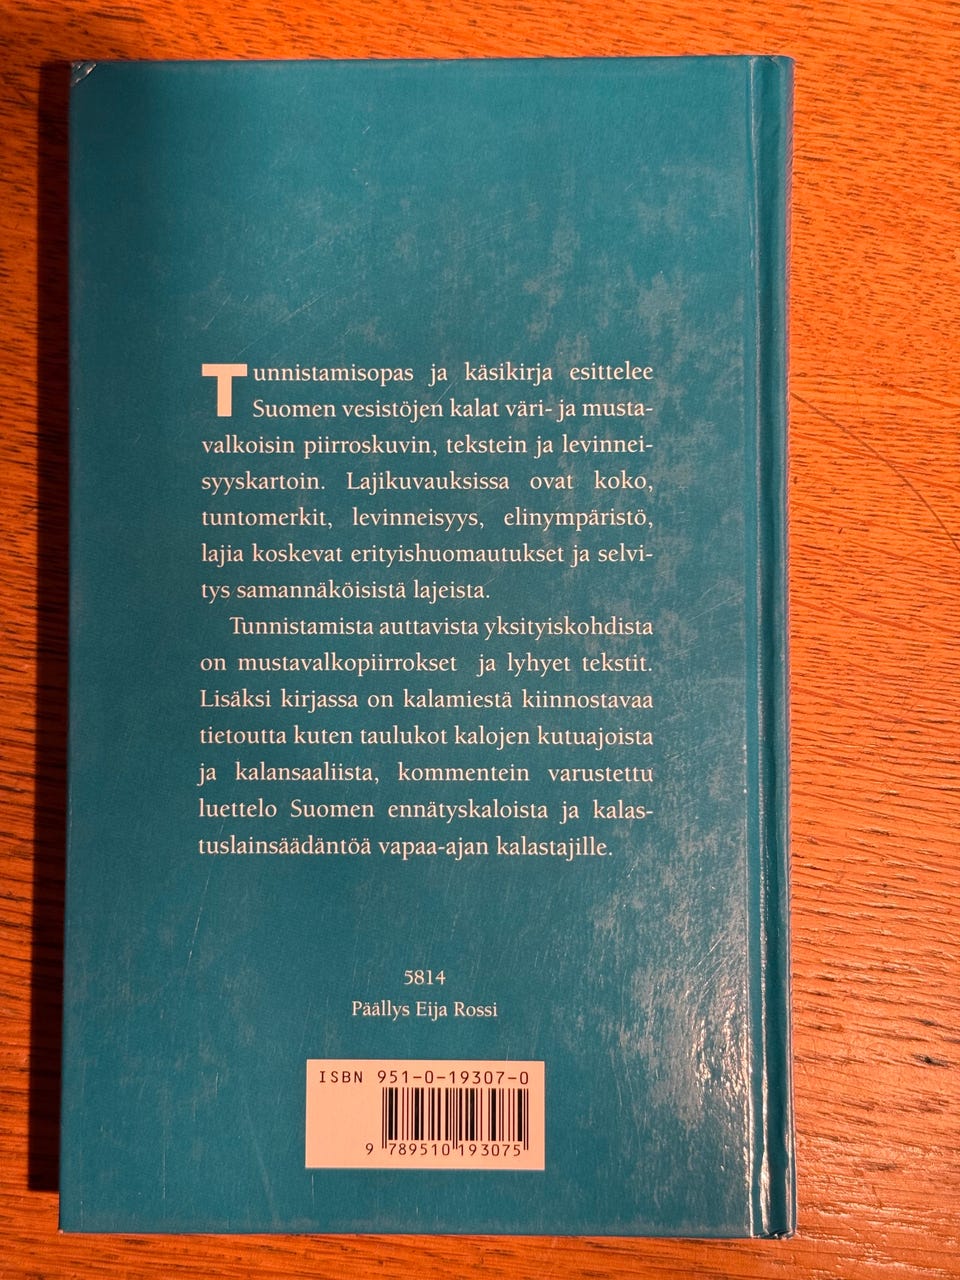 Tunnistamisopas ja käsikirja esittelee
Suomen vesistöjen kalat väri- ja musta-
valkoisin piirroskuvin, tekstein ja levinnei-
syyskartoin. Lajikuvauksissa ovat koko,
tuntomerkit, levinneisyys, elinympäristö,
lajia koskevat erityishuomautukset ja selvi-
tys samannäköisistä lajeista.
Tunnistamista auttavista yksityiskohdista
on mustavalkopiirrokset ja lyhyet tekstit.
Lisäksi kirjassa on kalamiestä kiinnostavaa
tietoutta kuten taulukot kalojen kutuajoista
ja kalansaaliista, kommentein varustettu
luettelo Suomen ennätyskaloista ja kalas-
tuslainsäädäntöä vapaa-ajan kalastajille.
5814
Päällys Eija Rossi
ISBN 951-0-19307-0
9 789510 193075